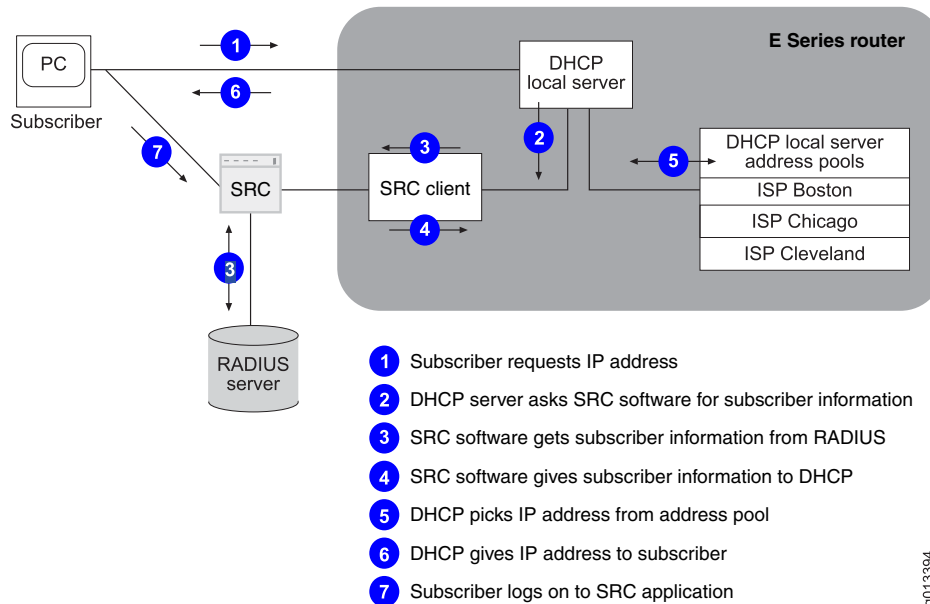 E Series router
1
PC
DHCP
local server
6
Subscriber
2
7
3
DHCP local server
address pools
5
SRC
SRC client
ISP Boston
4
ISP Chicago
ISP Cleveland
3
RADIUS
server
1 Subscriber requests IP address
2 DHCP server asks SRC software for subscriber information
3 SRC software gets subscriber information from RADIUS
4 SRC software gives subscriber information to DHCP
5 DHCP picks IP address from address pool
6 DHCP gives IP address to subscriber
7 Subscriber logs on to SRC application
g013394